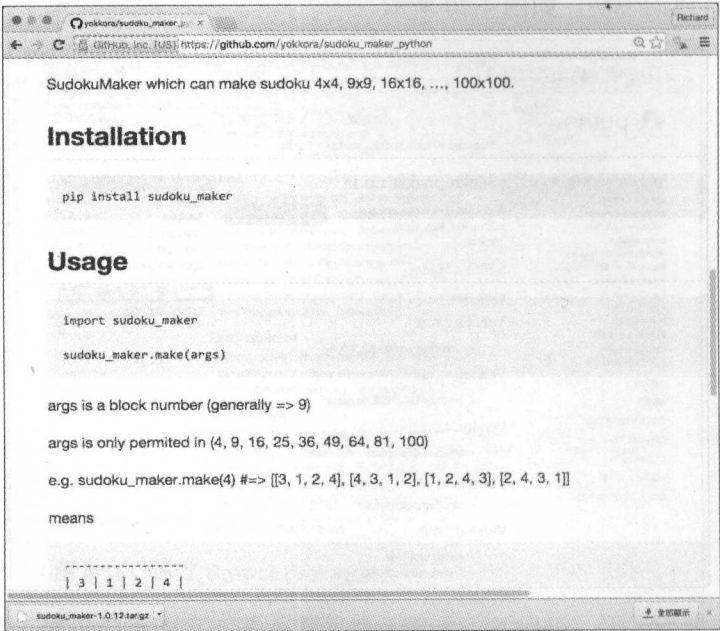 yokkora/sudoku_maker_py ×
Richard
GitHub, Inc. [US] https://github.com/yokkora/sudoku_maker_python
SudokuMaker which can make sudoku 4x4, 9x9, 16x16, ..., 100x100.
Installation
pip install sudoku_maker
Usage
import sudoku_maker
sudoku_maker.make(args)
args is a block number (generally => 9)
args is only permited in (4, 9, 16, 25, 36, 49, 64, 81, 100)
e.g. sudoku_maker.make(4) #=> [[3, 1, 2, 4], [4, 3, 1, 2], [1, 2, 4, 3], [2, 4, 3, 1]]
means
| 3 | 1 | 2 | 4 |
sudoku_maker-1.0.12.tar.gz
全部顯示 ×